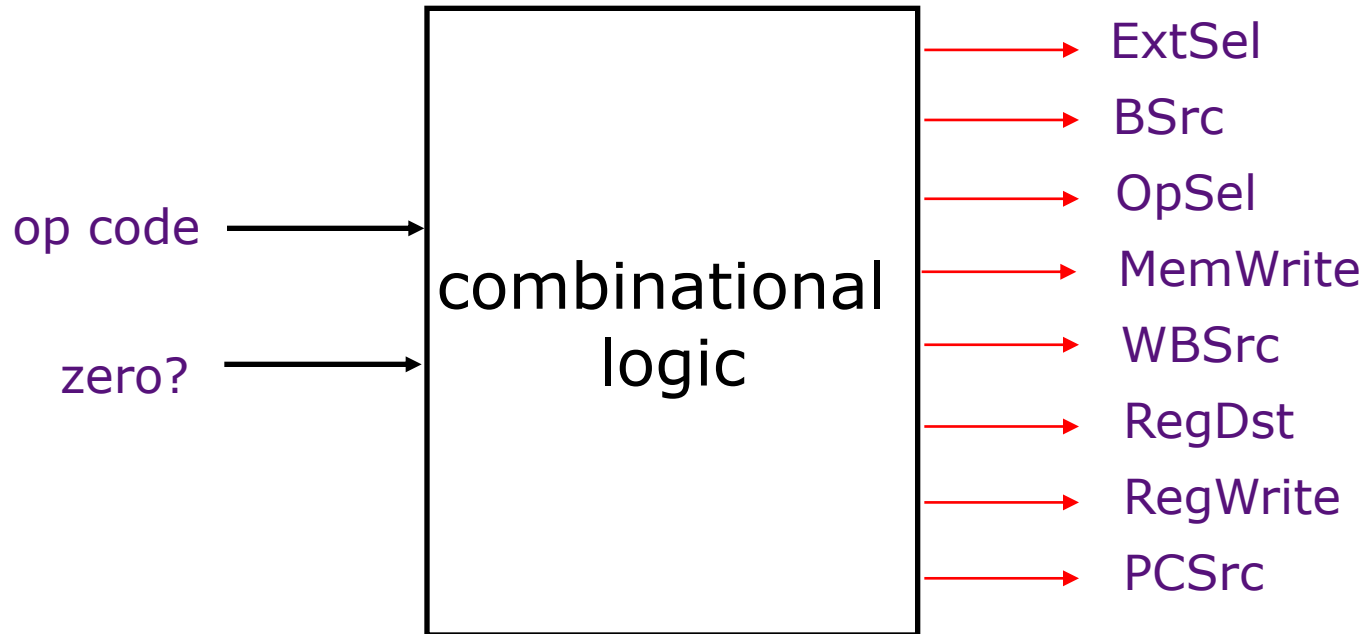 op code
zero?
combinational
logic
ExtSel
BSrc
OpSel
MemWrite
WBSrc
RegDst
RegWrite
PCSrc